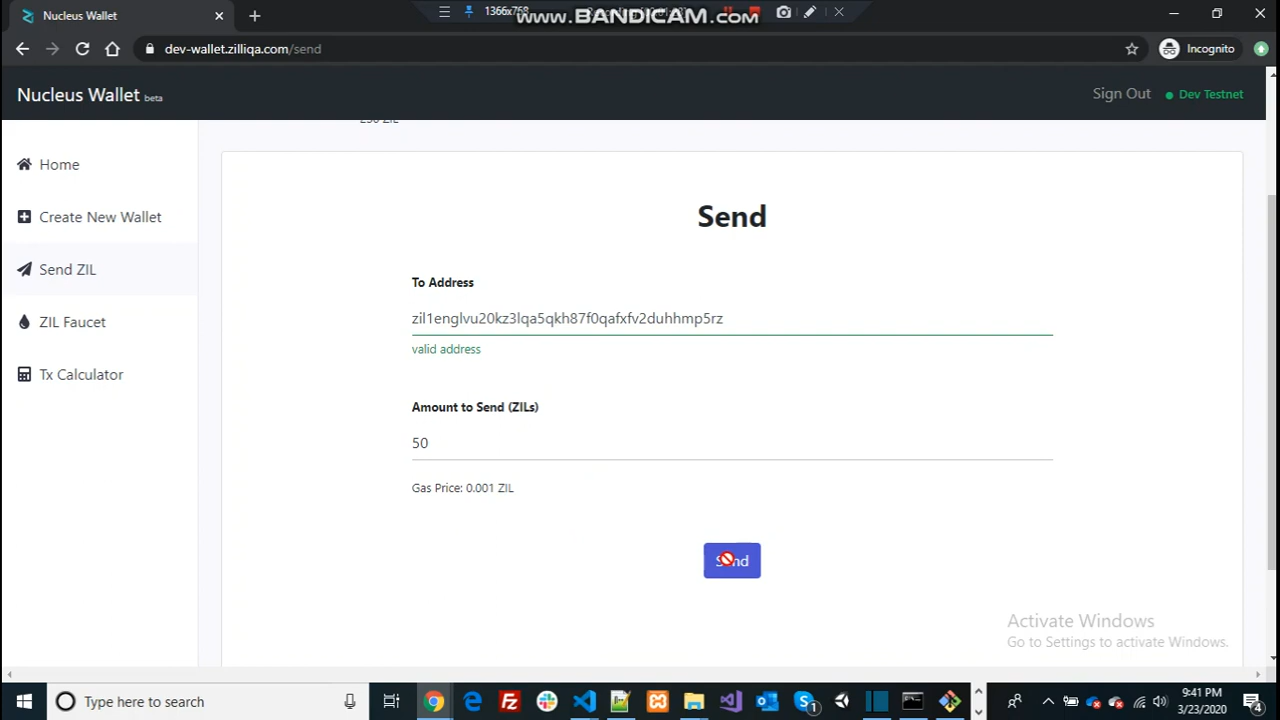 Nucleus Wallet
1366x768
www.BANDICAM.com
dev-wallet.zilliqa.com/send
Incognito
Nucleus Wallet beta
Sign Out
Dev Testnet
Home
Create New Wallet
Send ZIL
ZIL Faucet
Tx Calculator
Send
To Address
zil1englvu20kz3lqa5qkh87f0qafxfv2duhhmp5rz
valid address
Amount to Send (ZILs)
50
Gas Price: 0.001 ZIL
Send
Activate Windows
Go to Settings to activate Windows.
Type here to search
1
9:41 PM
3/23/2020
4